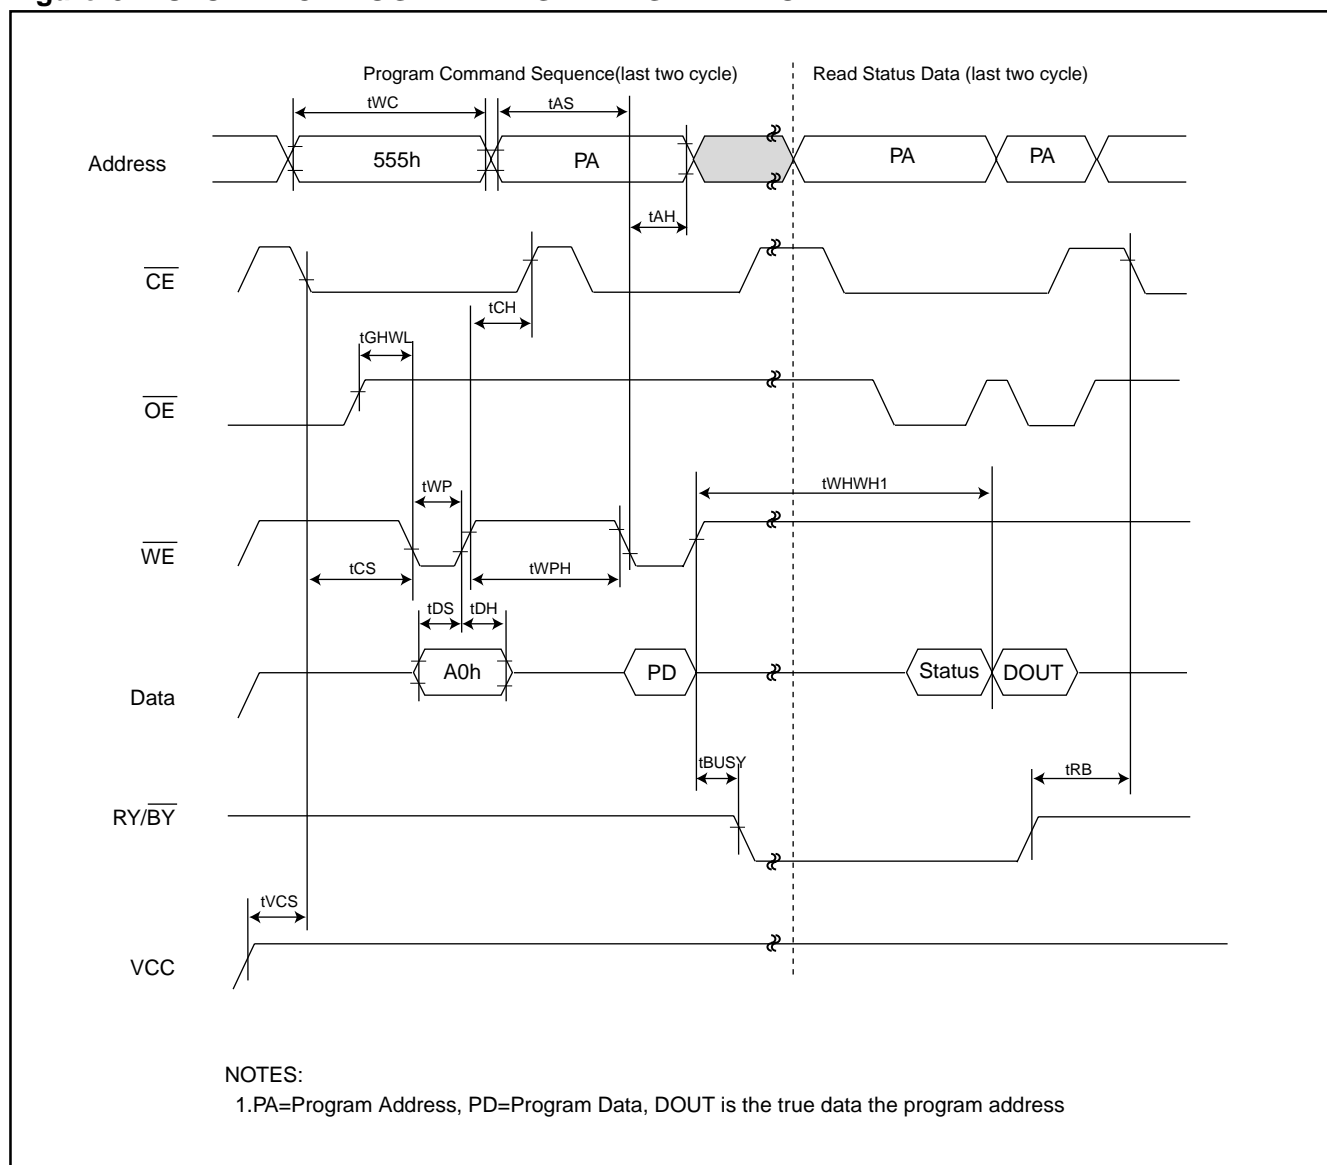 Program Command Sequence(last two cycle) Read Status Data (last two cycle)
tWC tAS
Address 555h PA PA PA
tAH
CE
tCH
tGHWL
OE
tWP tWHWH1
WE
tCS tWPH
tDS tDH
Data A0h PD Status DOUT
tBUSY tRB
RY/BY
tVCS
VCC
NOTES:
1.PA=Program Address, PD=Program Data, DOUT is the true data the program address